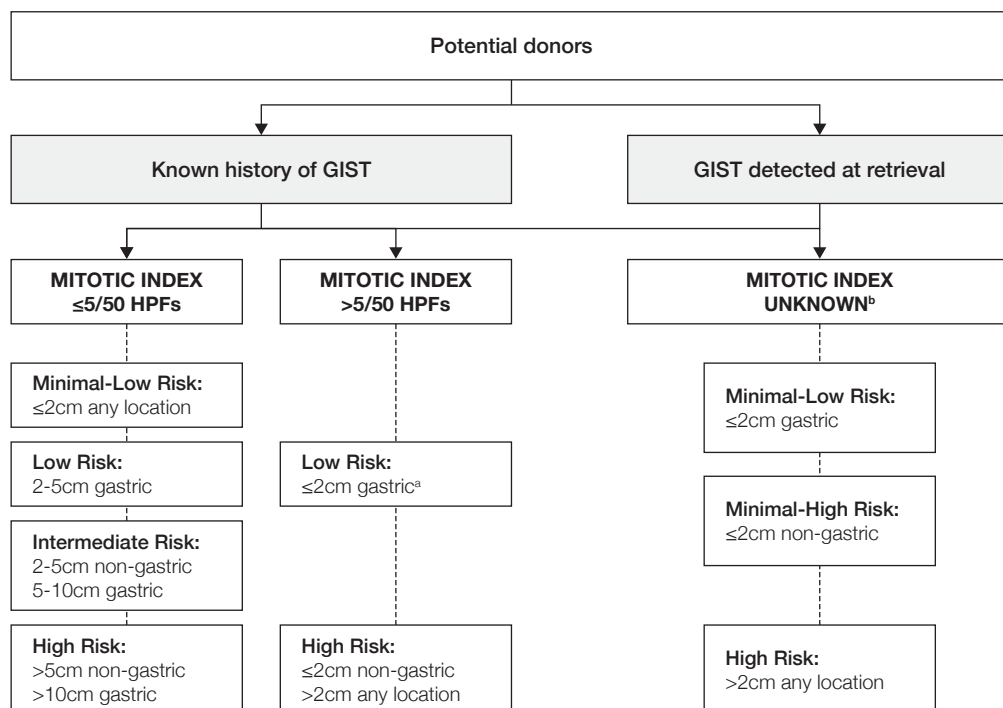 Potential donors
Known history of GIST
GIST detected at retrieval
MITOTIC INDEX
≤5/50 HPFs
MITOTIC INDEX
>5/50 HPFs
MITOTIC INDEX
UNKNOWNᵇ
Minimal-Low Risk:
≤2cm any location
Low Risk:
2-5cm gastric
Intermediate Risk:
2-5cm non-gastric
5-10cm gastric
High Risk:
>5cm non-gastric
>10cm gastric
Low Risk:
≤2cm gastricᵃ
High Risk:
≤2cm non-gastric
>2cm any location
Minimal-Low Risk:
≤2cm gastric
Minimal-High Risk:
≤2cm non-gastric
High Risk:
>2cm any location